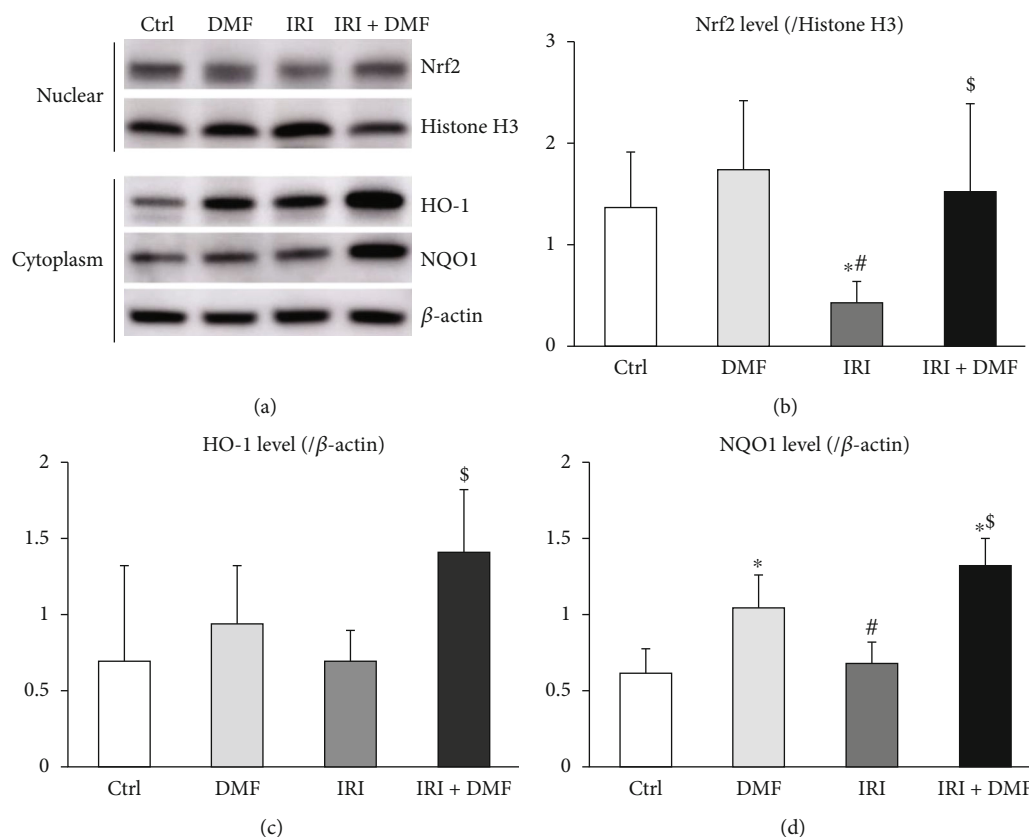 Ctrl DMF IRI IRI + DMF
Nuclear
Nrf2
Histone H3
Cytoplasm
HO-1
NQO1
β-actin
(a)
Nrf2 level (/Histone H3)
3
2
1
0
*#
$
Ctrl DMF IRI IRI + DMF
(b)
HO-1 level (/β-actin)
2
1.5
1
0.5
0
$
Ctrl DMF IRI IRI + DMF
(c)
NQO1 level (/β-actin)
2
1.5
1
0.5
0
*
#
*$
Ctrl DMF IRI IRI + DMF
(d)